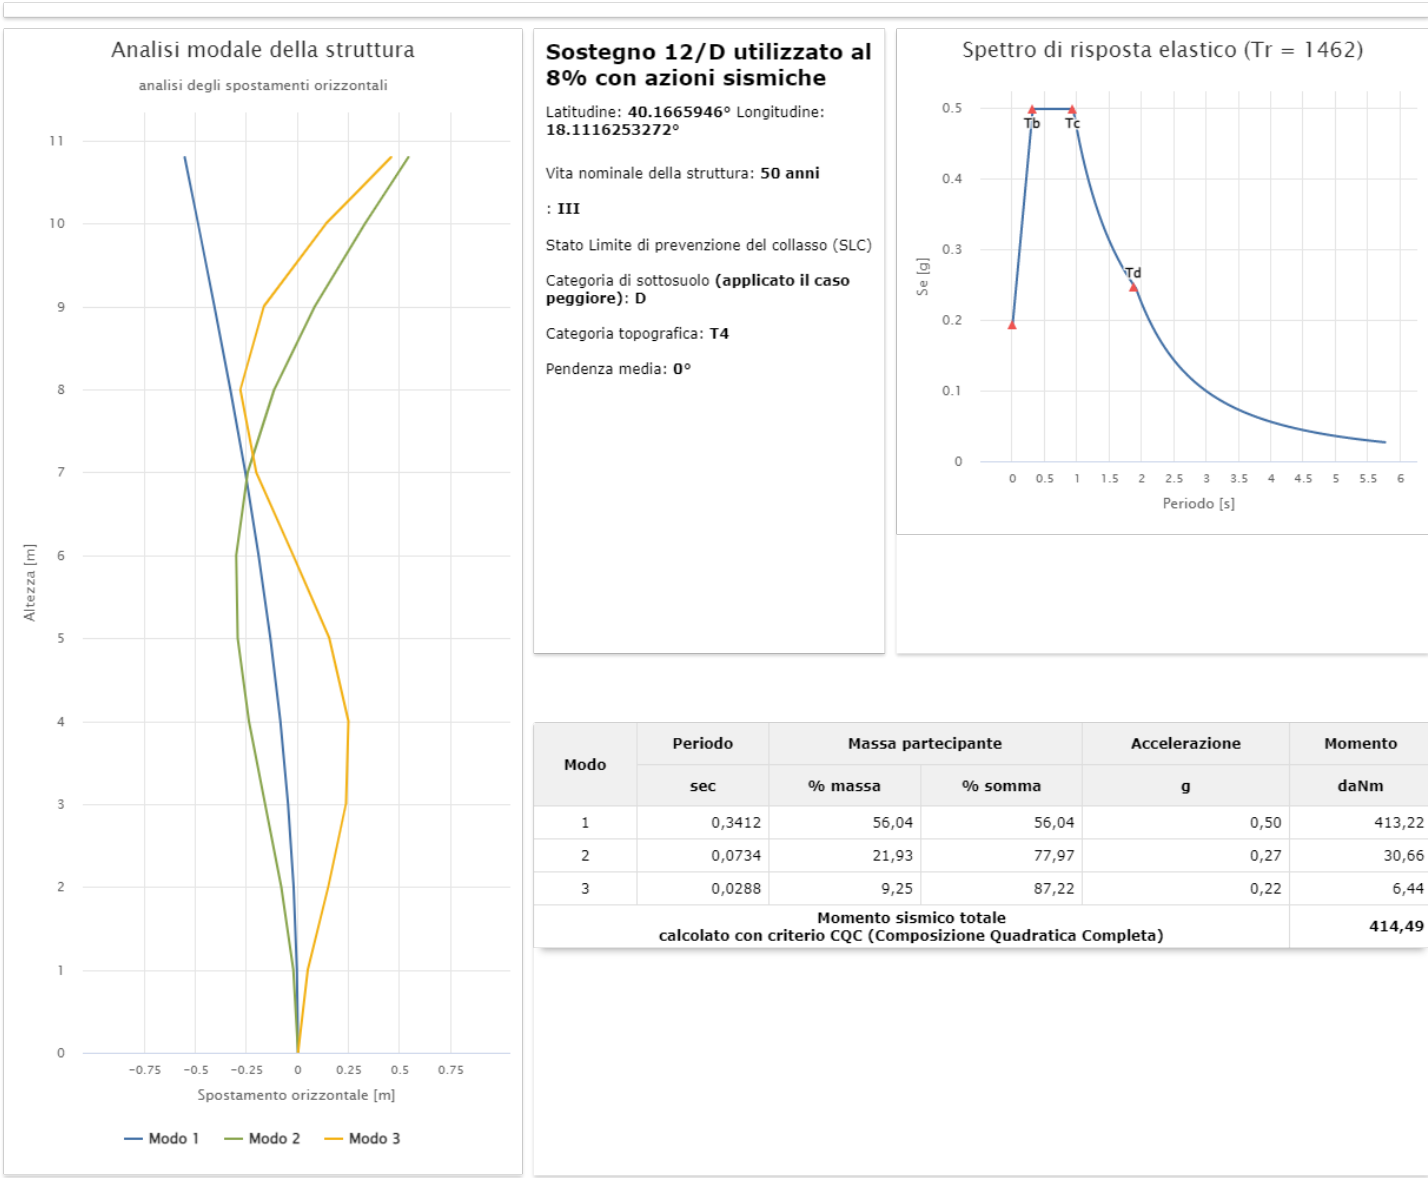 Analisi modale della struttura
analisi degli spostamenti orizzontali
11
10
9
8
7
6
5
4
3
2
1
0
Altezza [m]
−0.75 −0.5 −0.25 0 0.25 0.5 0.75
Spostamento orizzontale [m]
Modo 1 Modo 2 Modo 3
Sostegno 12/D utilizzato al
8% con azioni sismiche
Latitudine: 40.1665946° Longitudine:
18.1116253272°
Vita nominale della struttura: 50 anni
: III
Stato Limite di prevenzione del collasso (SLC)
Categoria di sottosuolo (applicato il caso
peggiore): D
Categoria topografica: T4
Pendenza media: 0°
Spettro di risposta elastico (Tr = 1462)
0.5
0.4
0.3
0.2
0.1
0
Se [g]
Tb Tc
Td
0 0.5 1 1.5 2 2.5 3 3.5 4 4.5 5 5.5 6
Periodo [s]
Modo Periodo Massa partecipante Accelerazione Momento
sec % massa % somma g daNm
1 0,3412 56,04 56,04 0,50 413,22
2 0,0734 21,93 77,97 0,27 30,66
3 0,0288 9,25 87,22 0,22 6,44
Momento sismico totale
calcolato con criterio CQC (Composizione Quadratica Completa) 414,49